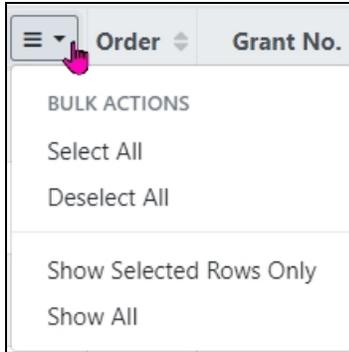 Order Grant No.
BULK ACTIONS
Select All
Deselect All
Show Selected Rows Only
Show All